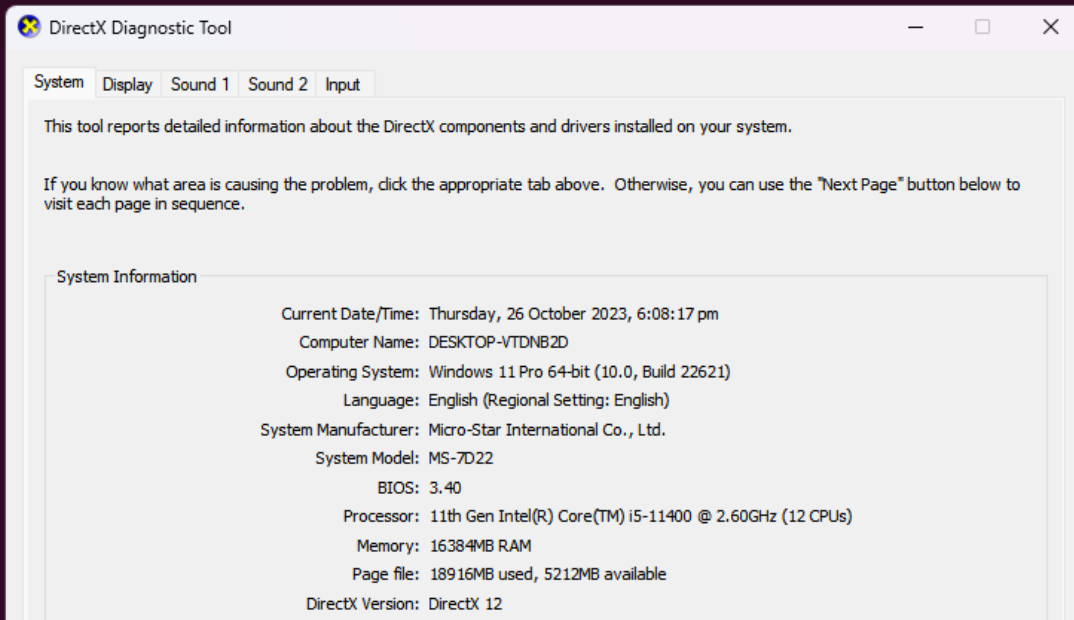 DirectX Diagnostic Tool
System Display Sound 1 Sound 2 Input
This tool reports detailed information about the DirectX components and drivers installed on your system.
If you know what area is causing the problem, click the appropriate tab above.  Otherwise, you can use the "Next Page" button below to
visit each page in sequence.
System Information
Current Date/Time: Thursday, 26 October 2023, 6:08:17 pm
Computer Name: DESKTOP-VTDNB2D
Operating System: Windows 11 Pro 64-bit (10.0, Build 22621)
Language: English (Regional Setting: English)
System Manufacturer: Micro-Star International Co., Ltd.
System Model: MS-7D22
BIOS: 3.40
Processor: 11th Gen Intel(R) Core(TM) i5-11400 @ 2.60GHz (12 CPUs)
Memory: 16384MB RAM
Page file: 18916MB used, 5212MB available
DirectX Version: DirectX 12